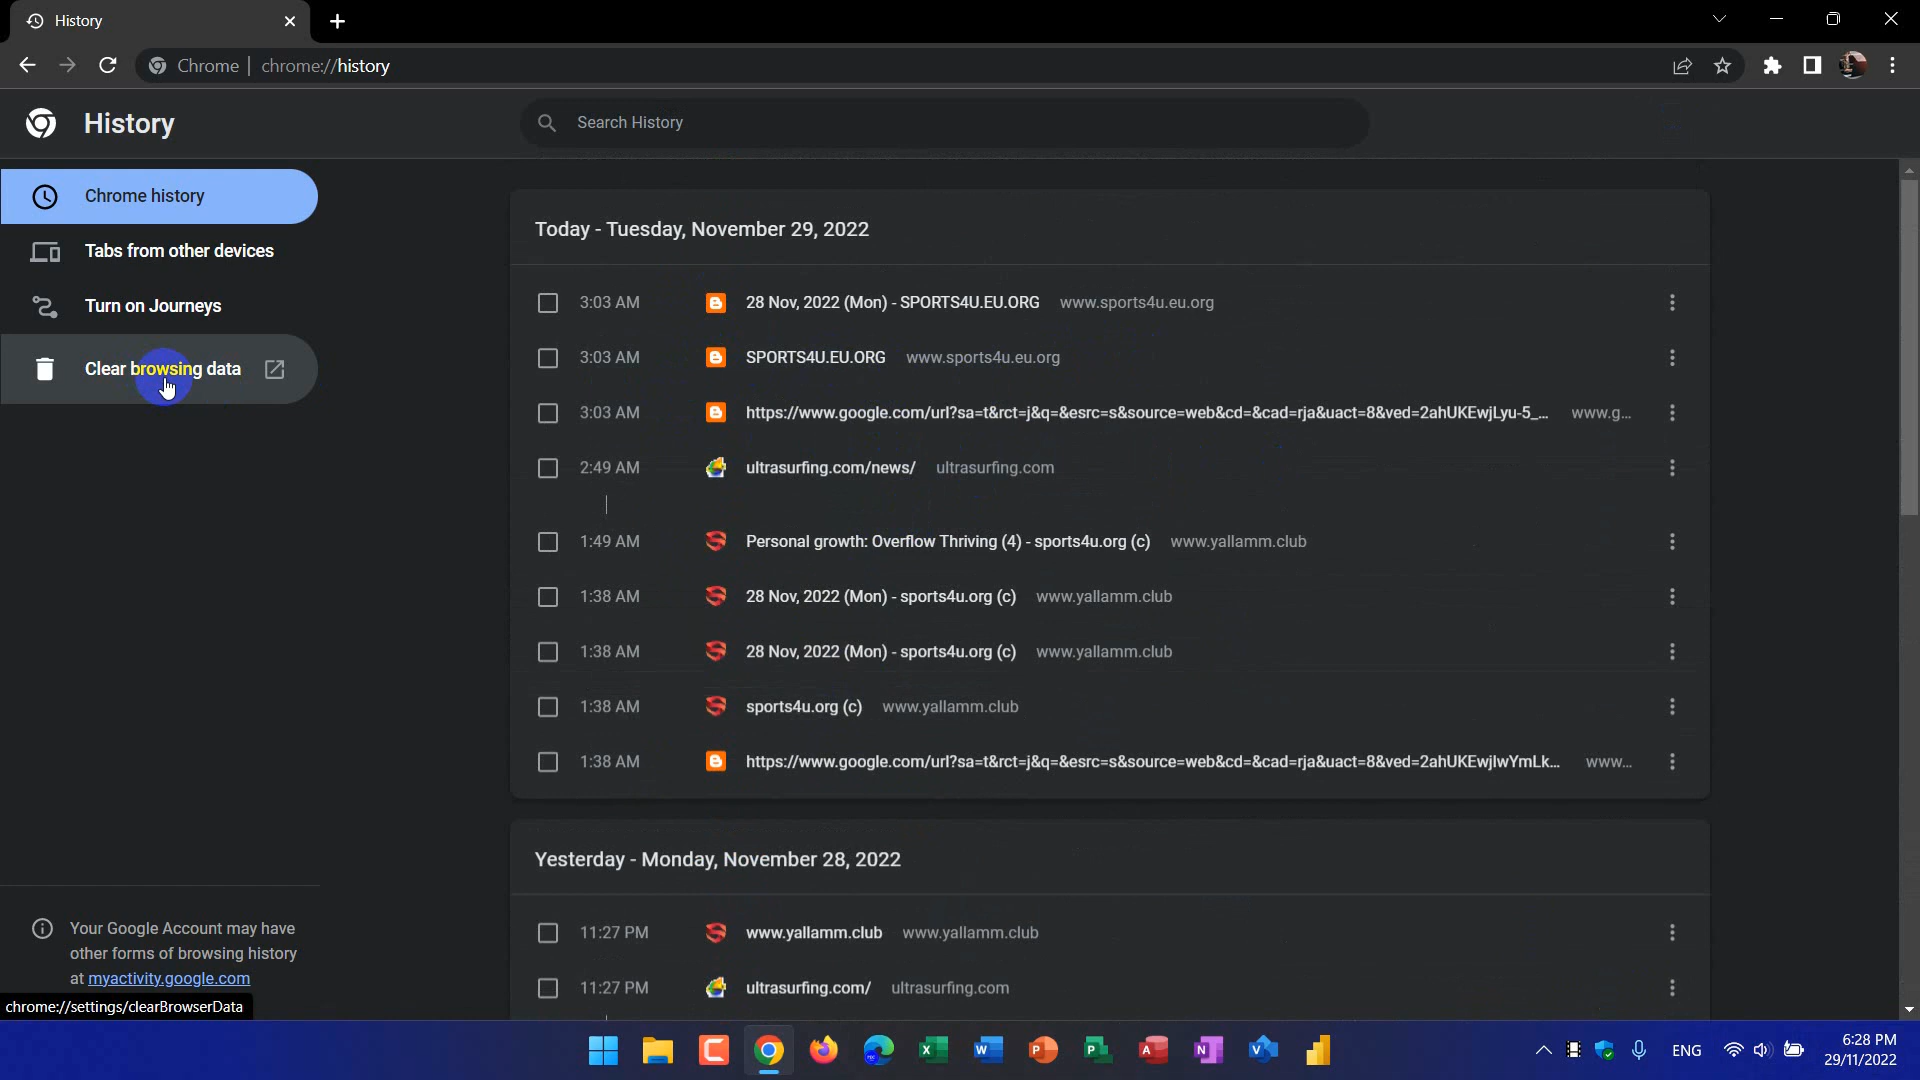 History
Chrome | chrome://history
History
Search History
Chrome history
Tabs from other devices
Turn on Journeys
Clear browsing data
Today - Tuesday, November 29, 2022
3:03 AM 28 Nov, 2022 (Mon) - SPORTS4U.EU.ORG www.sports4u.eu.org
3:03 AM SPORTS4U.EU.ORG www.sports4u.eu.org
3:03 AM https://www.google.com/url?sa=t&rct=j&q=&esrc=s&source=web&cd=&cad=rja&uact=8&ved=2ahUKEwjLyu-5_... www.g...
2:49 AM ultrasurfing.com/news/ ultrasurfing.com
1:49 AM Personal growth: Overflow Thriving (4) - sports4u.org (c) www.yallamm.club
1:38 AM 28 Nov, 2022 (Mon) - sports4u.org (c) www.yallamm.club
1:38 AM 28 Nov, 2022 (Mon) - sports4u.org (c) www.yallamm.club
1:38 AM sports4u.org (c) www.yallamm.club
1:38 AM https://www.google.com/url?sa=t&rct=j&q=&esrc=s&source=web&cd=&cad=rja&uact=8&ved=2ahUKEwjlwYmLk... www...
Yesterday - Monday, November 28, 2022
11:27 PM www.yallamm.club www.yallamm.club
11:27 PM ultrasurfing.com/ ultrasurfing.com
Your Google Account may have
other forms of browsing history
at myactivity.google.com
chrome://settings/clearBrowserData
ENG
6:28 PM
29/11/2022